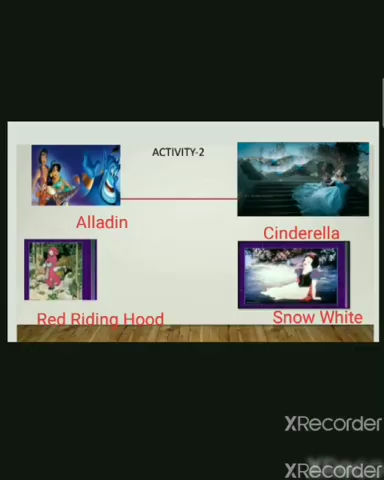 ACTIVITY-2
Alladin
Cinderella
Red Riding Hood
Snow White
XRecorder
XRecorder